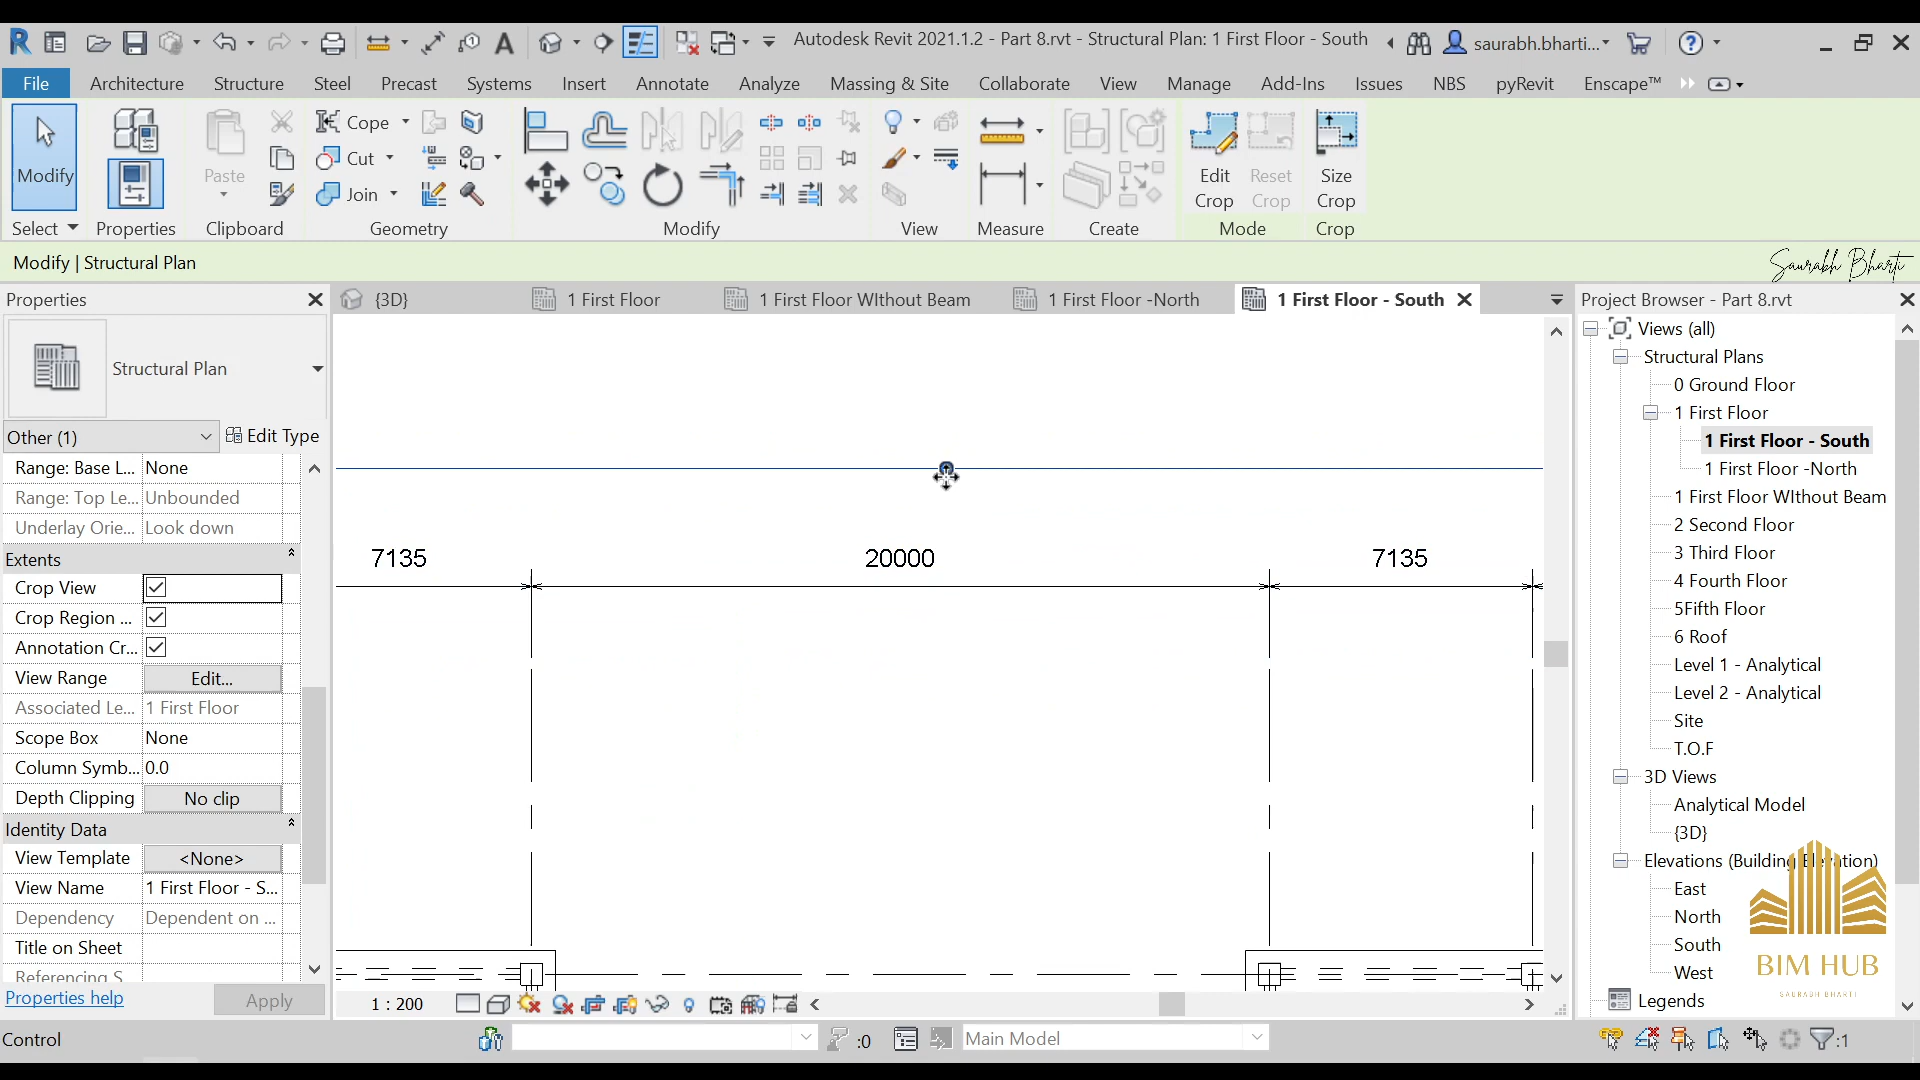 Autodesk Revit 2021.1.2 - Part 8.rvt - Structural Plan: 1 First Floor - South
saurabh.bharti...
File Architecture Structure Steel Precast Systems Insert Annotate Analyze Massing & Site Collaborate View Manage Add-Ins Issues NBS pyRevit Enscape™
Modify
Paste
Cope
Cut
Join
Edit Crop
Reset Crop
Size Crop
Select Properties Clipboard Geometry Modify View Measure Create Mode Crop
Modify | Structural Plan
Saurabh Bharti
Properties
{3D}
1 First Floor
1 First Floor WIthout Beam
1 First Floor -North
1 First Floor - South
Project Browser - Part 8.rvt
Structural Plan
Other (1)
Edit Type
Range: Base L... None
Range: Top Le... Unbounded
Underlay Orie... Look down
Extents
Crop View
Crop Region ...
Annotation Cr...
View Range Edit...
Associated Le... 1 First Floor
Scope Box None
Column Symb... 0.0
Depth Clipping No clip
Identity Data
View Template <None>
View Name 1 First Floor - S...
Dependency Dependent on ...
Title on Sheet
Referencing S
Properties help
Apply
7135
20000
7135
1 : 200
Views (all)
Structural Plans
0 Ground Floor
1 First Floor
1 First Floor - South
1 First Floor -North
1 First Floor WIthout Beam
2 Second Floor
3 Third Floor
4 Fourth Floor
5Fifth Floor
6 Roof
Level 1 - Analytical
Level 2 - Analytical
Site
T.O.F
3D Views
Analytical Model
{3D}
Elevations (Building Elevation)
East
North
South
West
Legends
BIM HUB
SAURABH BHARTI
Control
:0
Main Model
:1